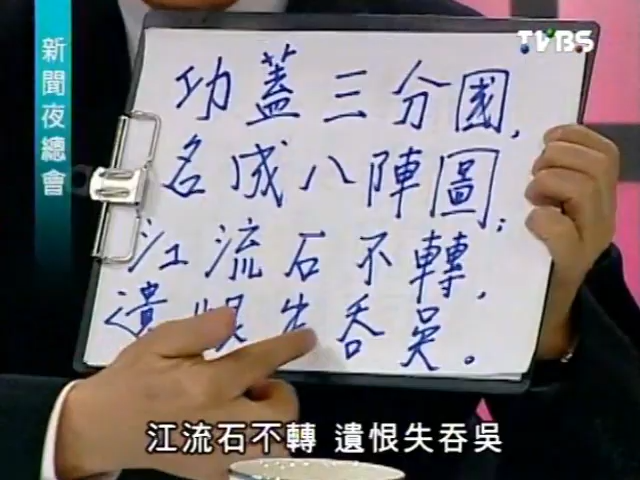 TVBS
新聞夜總會
功蓋三分國,
名成八陣圖;
江流石不轉,
遺恨失吞吳。
江流石不轉 遺恨失吞吳